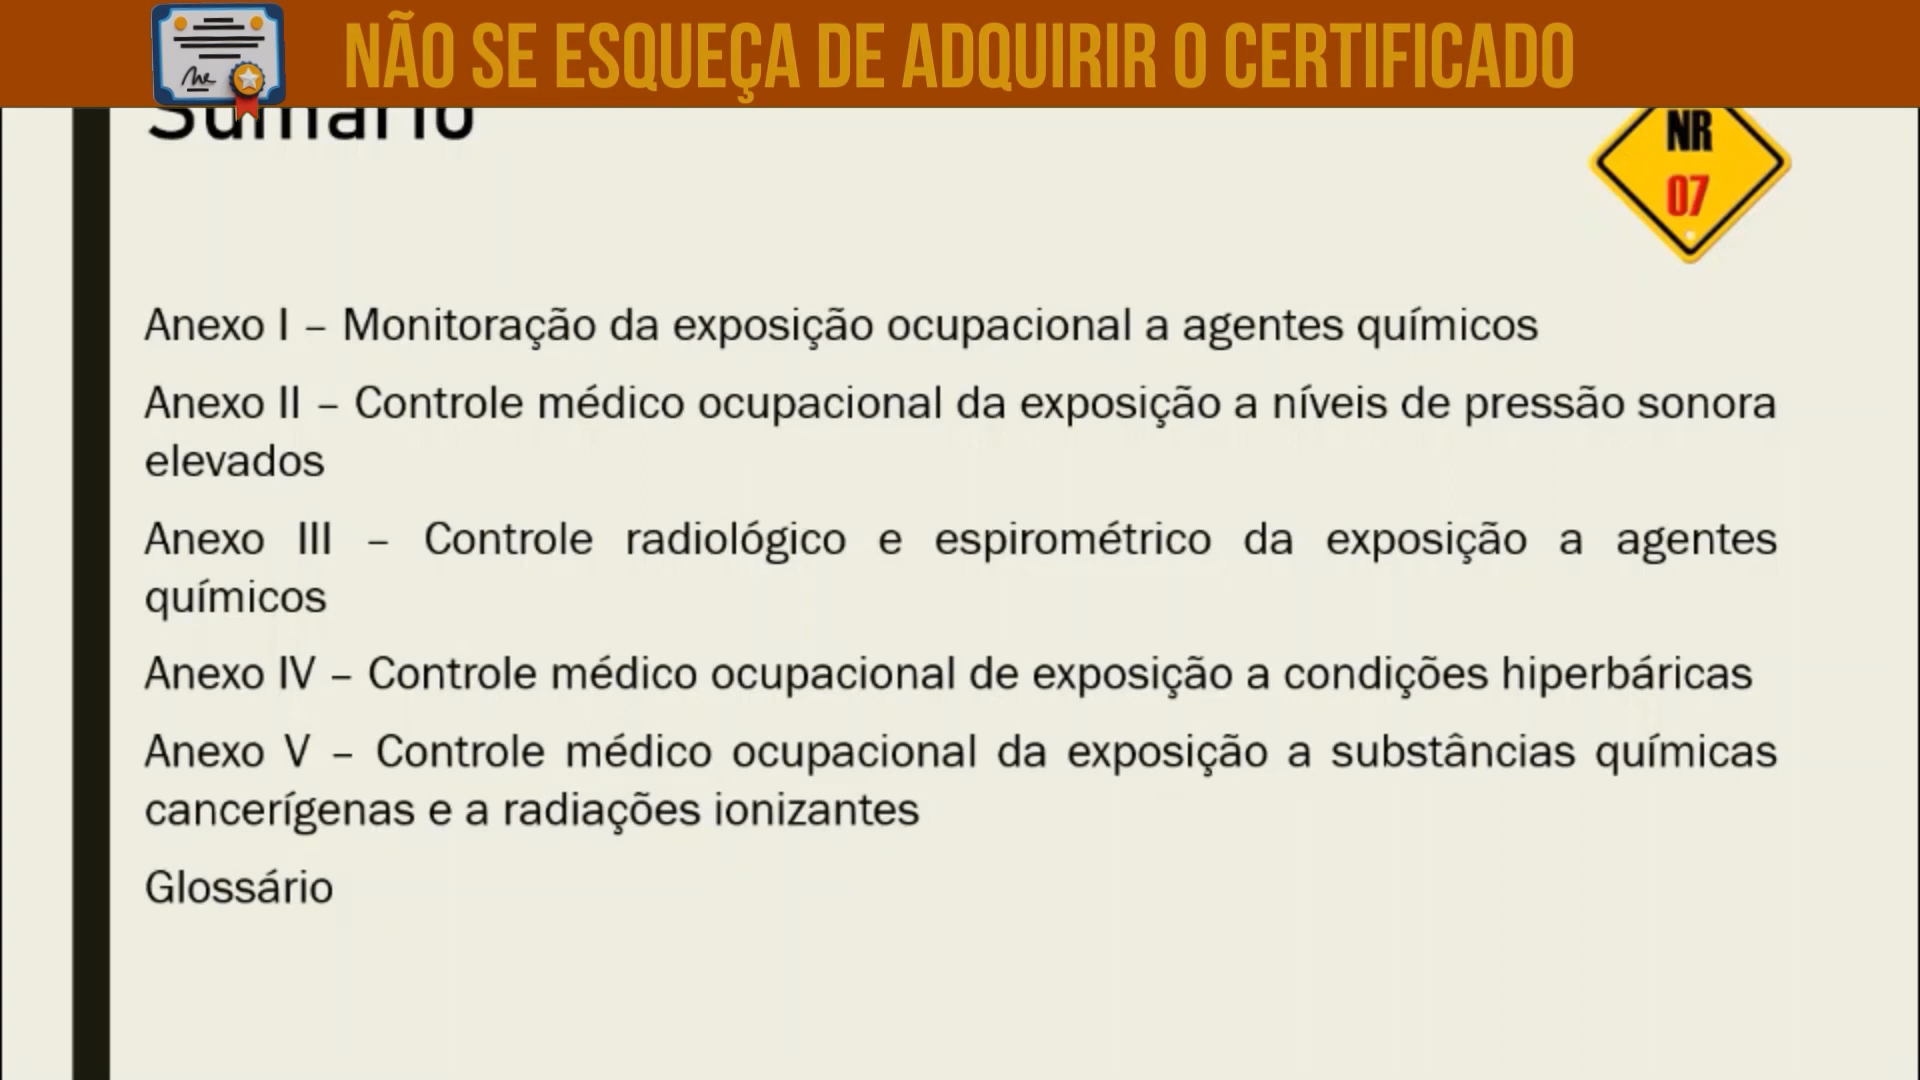 NÃO SE ESQUEÇA DE ADQUIRIR O CERTIFICADO
Sumário
NR
07
Anexo I – Monitoração da exposição ocupacional a agentes químicos
Anexo II – Controle médico ocupacional da exposição a níveis de pressão sonora
elevados
Anexo III – Controle radiológico e espirométrico da exposição a agentes
químicos
Anexo IV – Controle médico ocupacional de exposição a condições hiperbáricas
Anexo V – Controle médico ocupacional da exposição a substâncias químicas
cancerígenas e a radiações ionizantes
Glossário